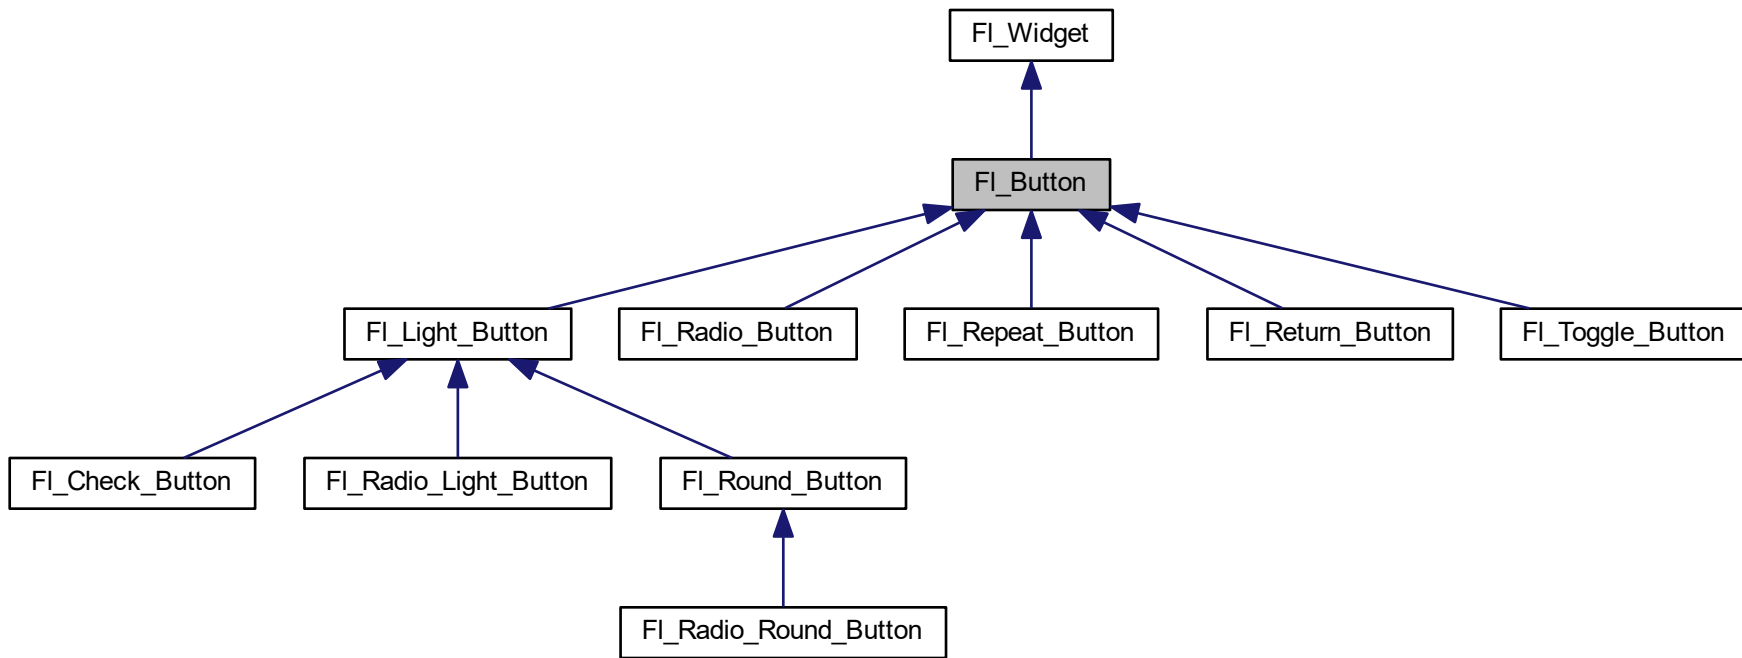 Fl_Widget
Fl_Button
Fl_Light_Button
Fl_Radio_Button
Fl_Repeat_Button
Fl_Return_Button
Fl_Toggle_Button
Fl_Check_Button
Fl_Radio_Light_Button
Fl_Round_Button
Fl_Radio_Round_Button